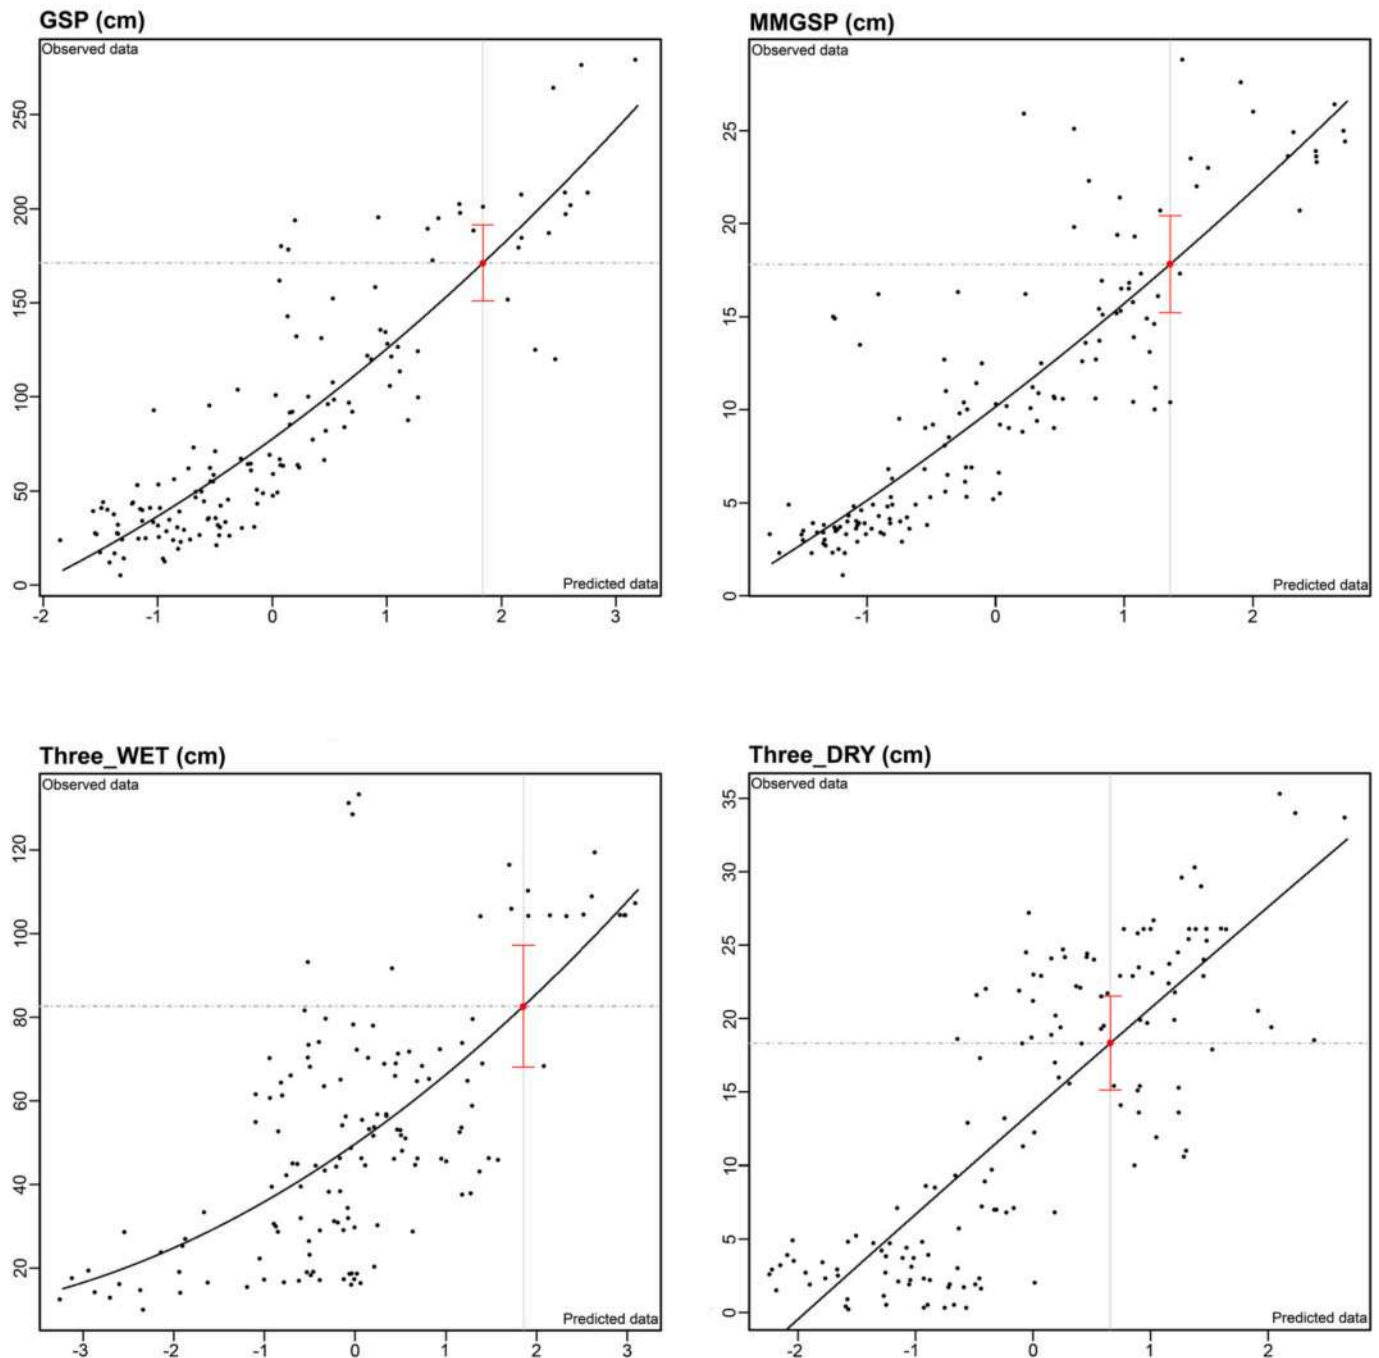 GSP (cm)
Observed data
250
200
150
100
50
0
Predicted data
-2 -1 0 1 2 3
MMGSP (cm)
Observed data
25
20
15
10
5
0
Predicted data
-1 0 1 2
Three_WET (cm)
Observed data
120
100
80
60
40
20
Predicted data
-3 -2 -1 0 1 2 3
Three_DRY (cm)
Observed data
35
30
25
20
15
10
5
0
Predicted data
-2 -1 0 1 2